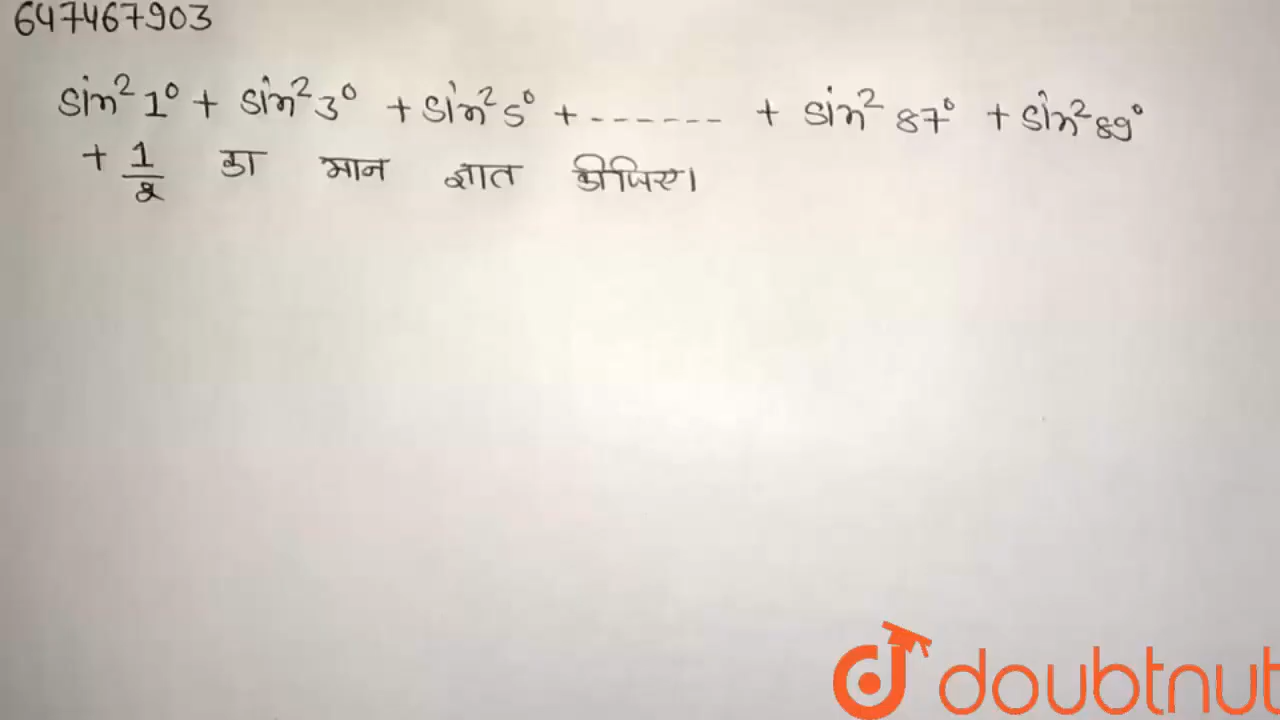 647467903
sin² 1° + sin² 3° + sin² 5° + ------ + sin² 87° + sin² 89°
+ 1/2 का मान ज्ञात कीजिए।
doubtnut